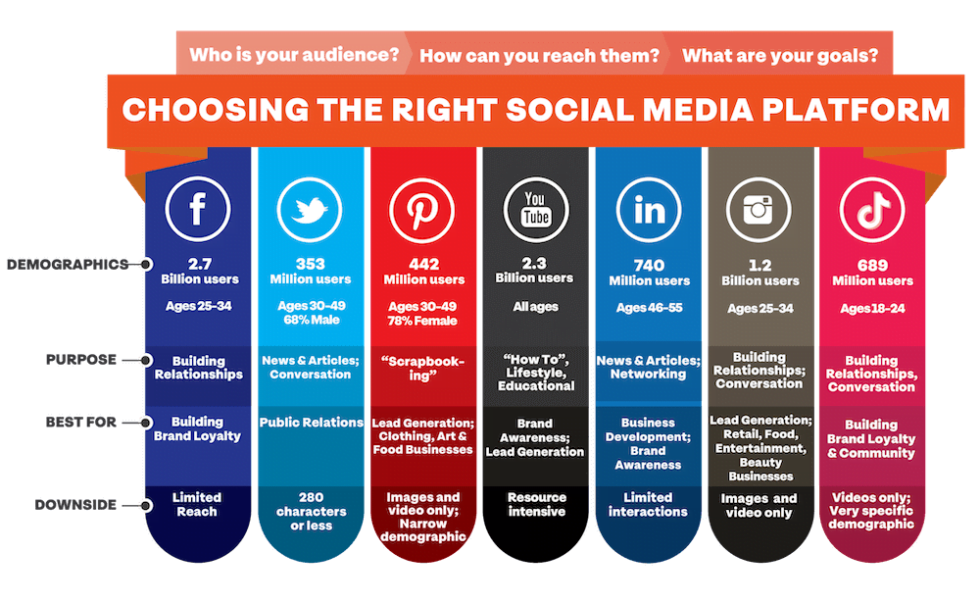 Who is your audience?
How can you reach them?
What are your goals?
CHOOSING THE RIGHT SOCIAL MEDIA PLATFORM
f
You
Tube
in
DEMOGRAPHICS
2.7
Billion users
Ages 25-34
353
Million users
Ages 30-49
68% Male
442
Million users
Ages 30-49
78% Female
2.3
Billion users
All ages
740
Million users
Ages 46-55
1.2
Billion users
Ages 25-34
689
Million users
Ages 18-24
PURPOSE
Building
Relationships
News & Articles;
Conversation
“Scrapbook-
ing”
“How To”,
Lifestyle,
Educational
News & Articles;
Networking
Building
Relationships;
Conversation
Building
Relationships,
Conversation
BEST FOR
Building
Brand Loyalty
Public Relations
Lead Generation;
Clothing, Art &
Food Businesses
Brand
Awareness;
Lead Generation
Business
Development;
Brand
Awareness
Lead Generation;
Retail, Food,
Entertainment,
Beauty
Businesses
Building
Brand Loyalty
& Community
DOWNSIDE
Limited
Reach
280
characters
or less
Images and
video only;
Narrow
demographic
Resource
intensive
Limited
interactions
Images and
video only
Videos only;
Very specific
demographic